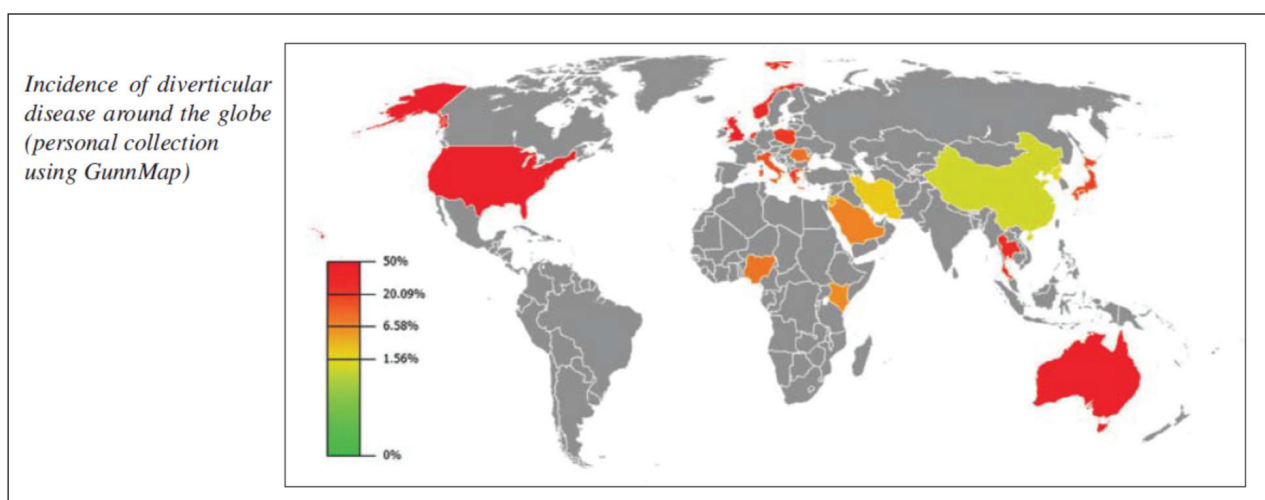 Incidence of diverticular
disease around the globe
(personal collection
using GunnMap)
50%
20.09%
6.58%
1.56%
0%